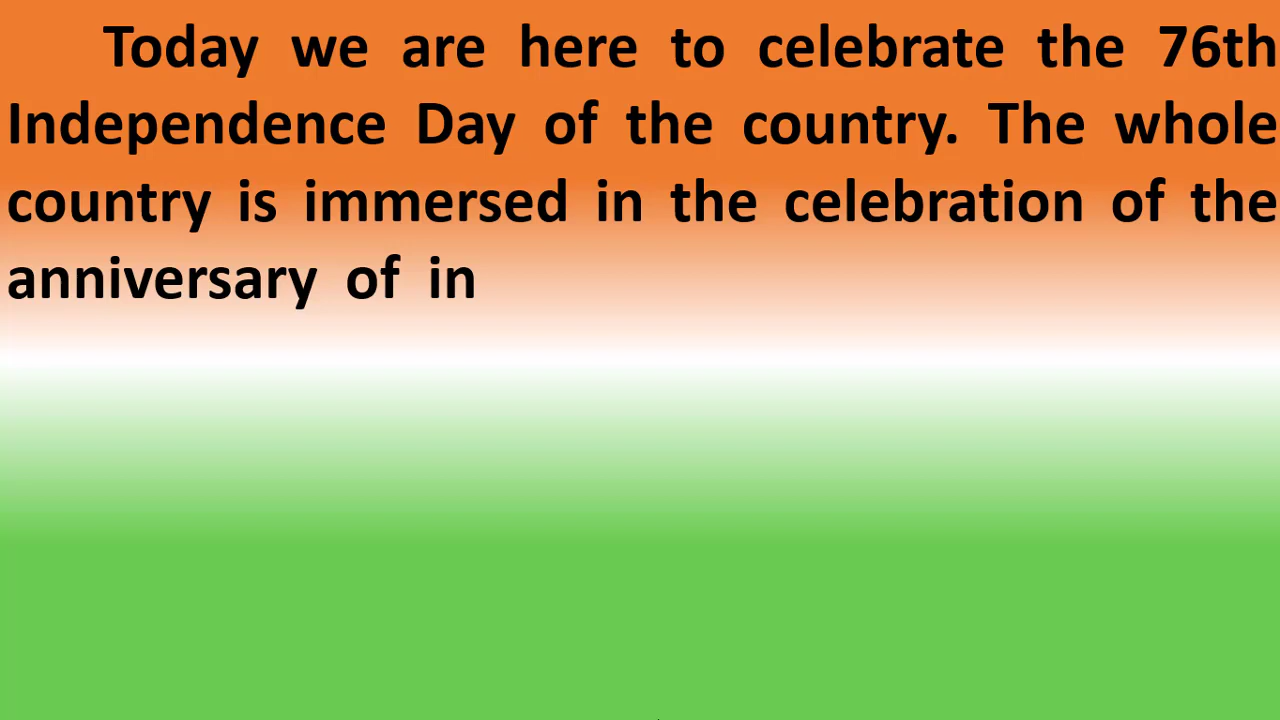 Today we are here to celebrate the 76th
Independence Day of the country. The whole
country is immersed in the celebration of the
anniversary of in